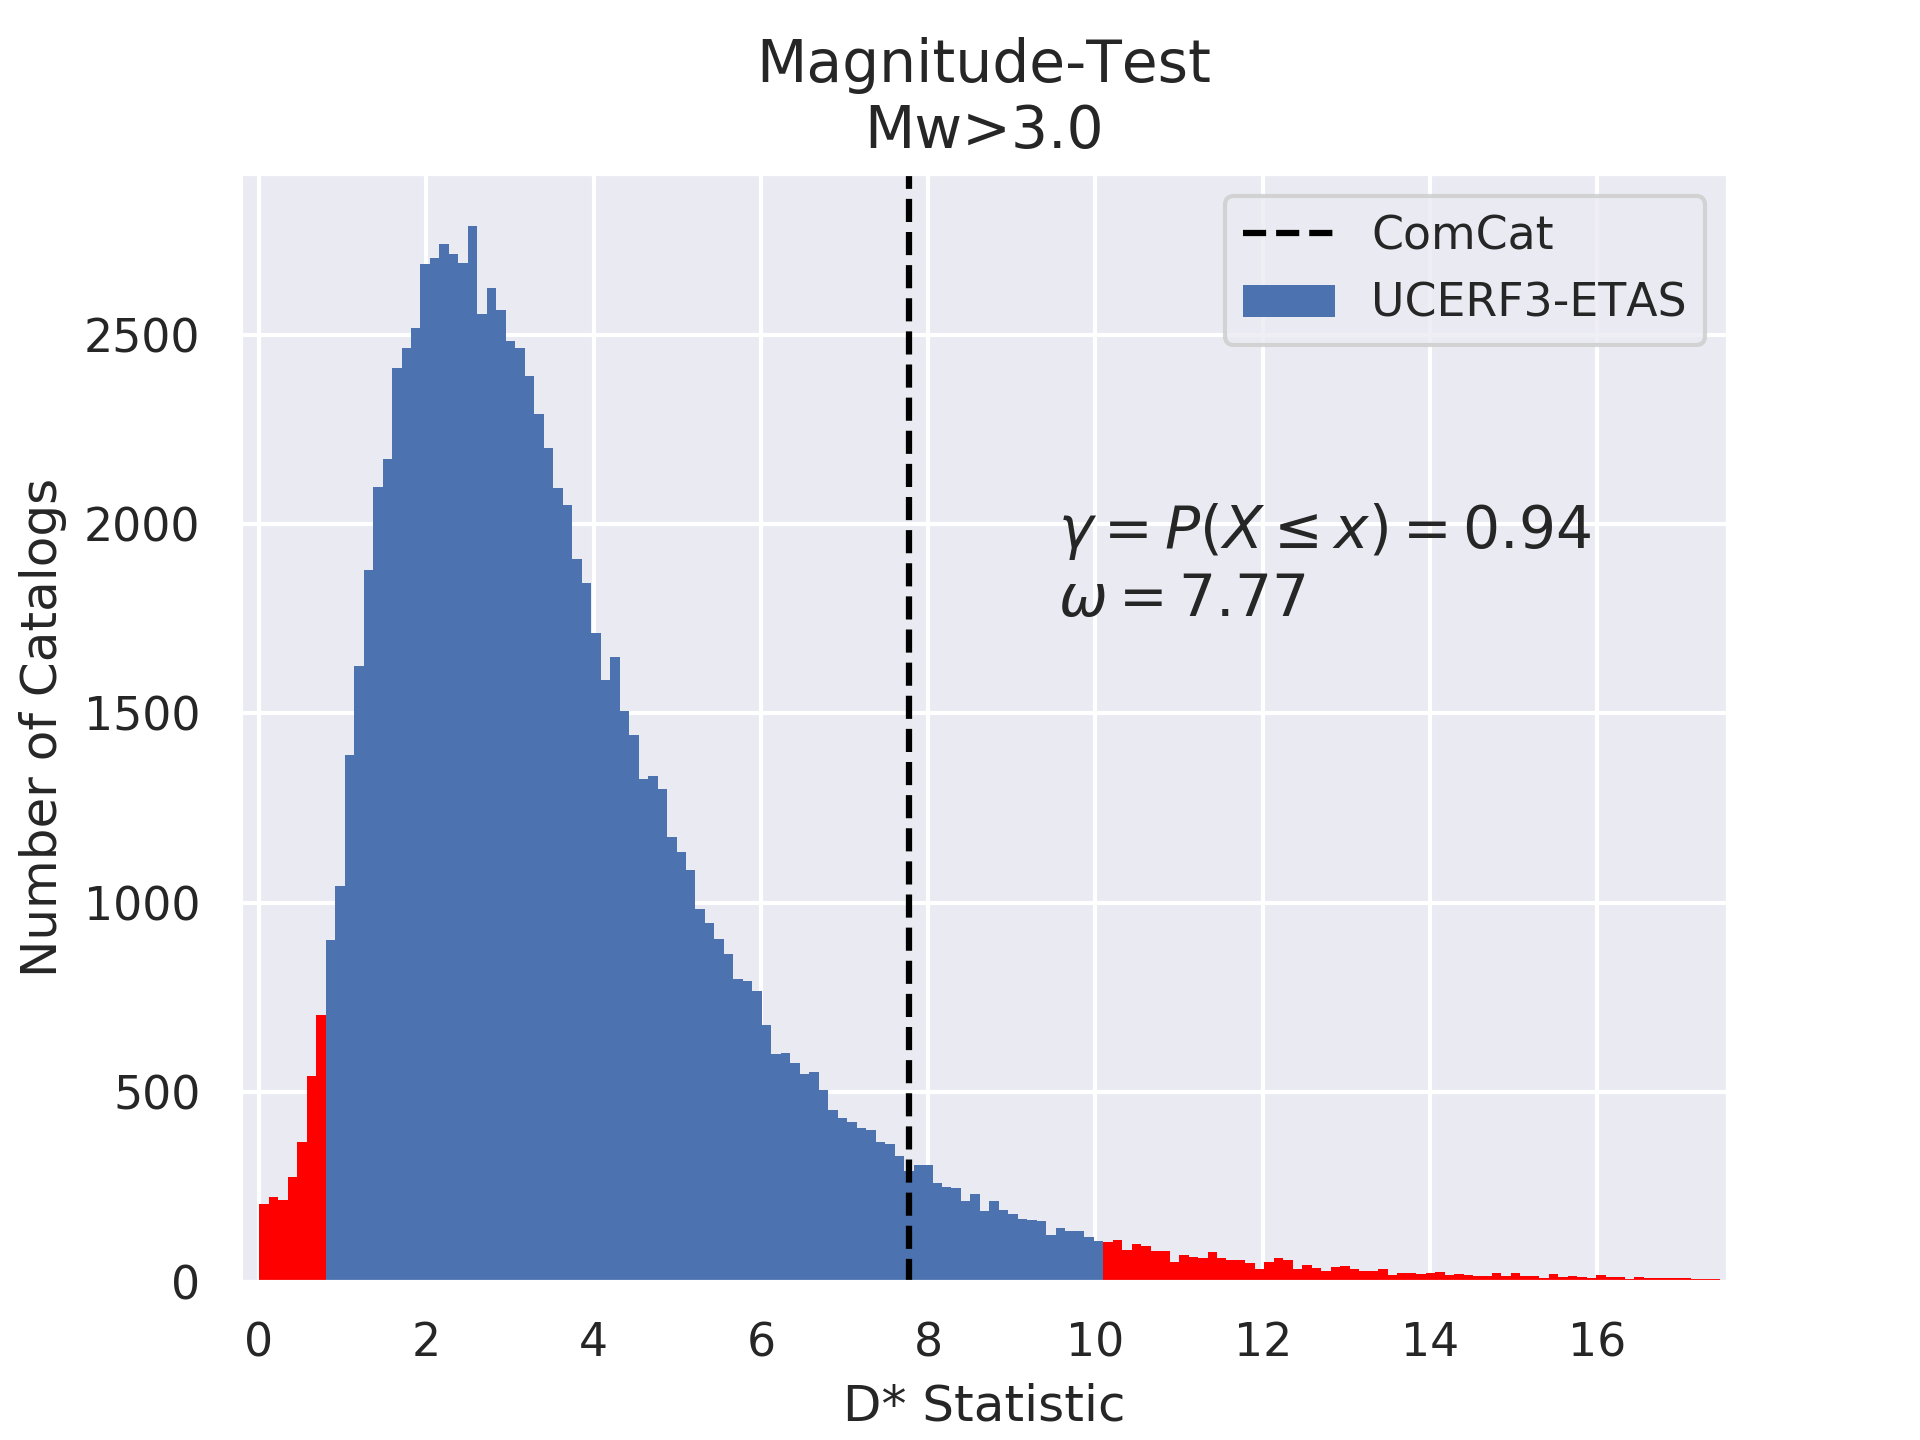 Magnitude-Test
Mw>3.0
ComCat
UCERF3-ETAS
γ = P(X ≤ x) = 0.94
ω = 7.77
Number of Catalogs
2500
2000
1500
1000
500
0
0 2 4 6 8 10 12 14 16
D* Statistic